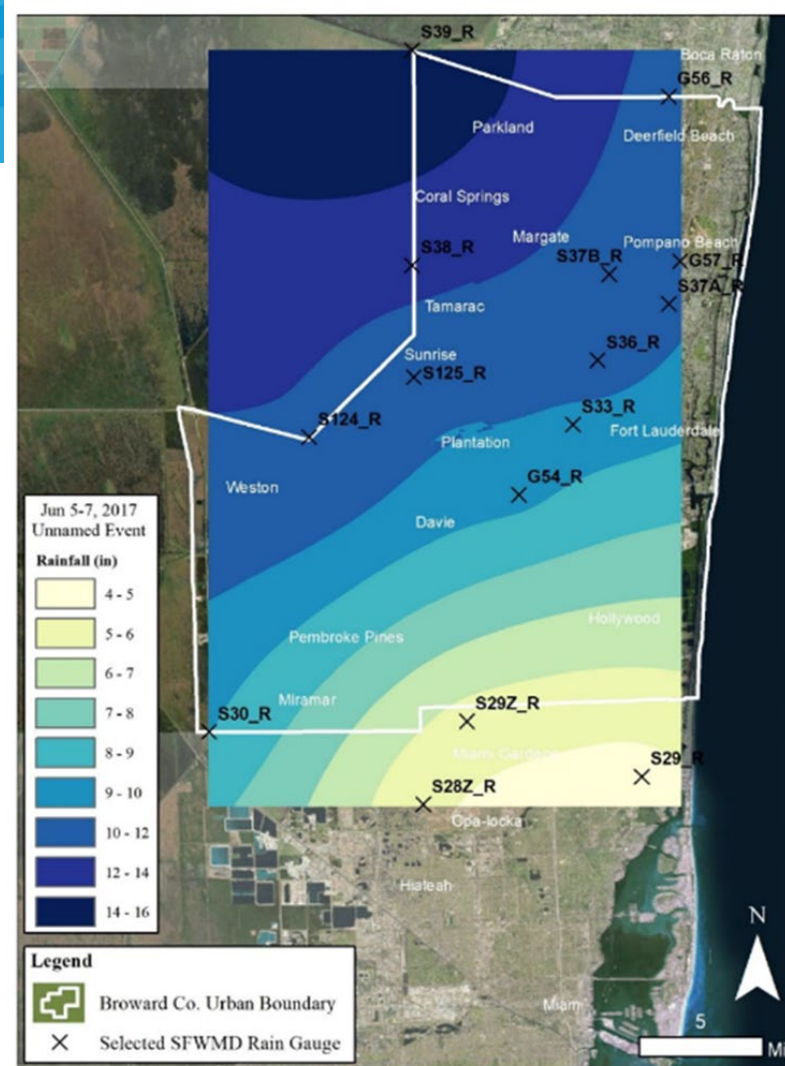 S39_R
Boca Raton
G56_R
Parkland
Deerfield Beach
Coral Springs
Margate
Pompano Beach
S38_R
S37B_R
G57_R
S37A_R
Tamarac
Sunrise
S36_R
S125_R
S124_R
S33_R
Plantation
Fort Lauderdale
Weston
G54_R
Davie
Jun 5-7, 2017
Unnamed Event
Rainfall (in)
4 - 5
5 - 6
6 - 7
7 - 8
8 - 9
9 - 10
10 - 12
12 - 14
14 - 16
Hollywood
Pembroke Pines
Miramar
S30_R
S29Z_R
Miami Gardens
S29_R
S28Z_R
Opa-locka
Hialeah
Miami
N
5
Mi
Legend
Broward Co. Urban Boundary
Selected SFWMD Rain Gauge